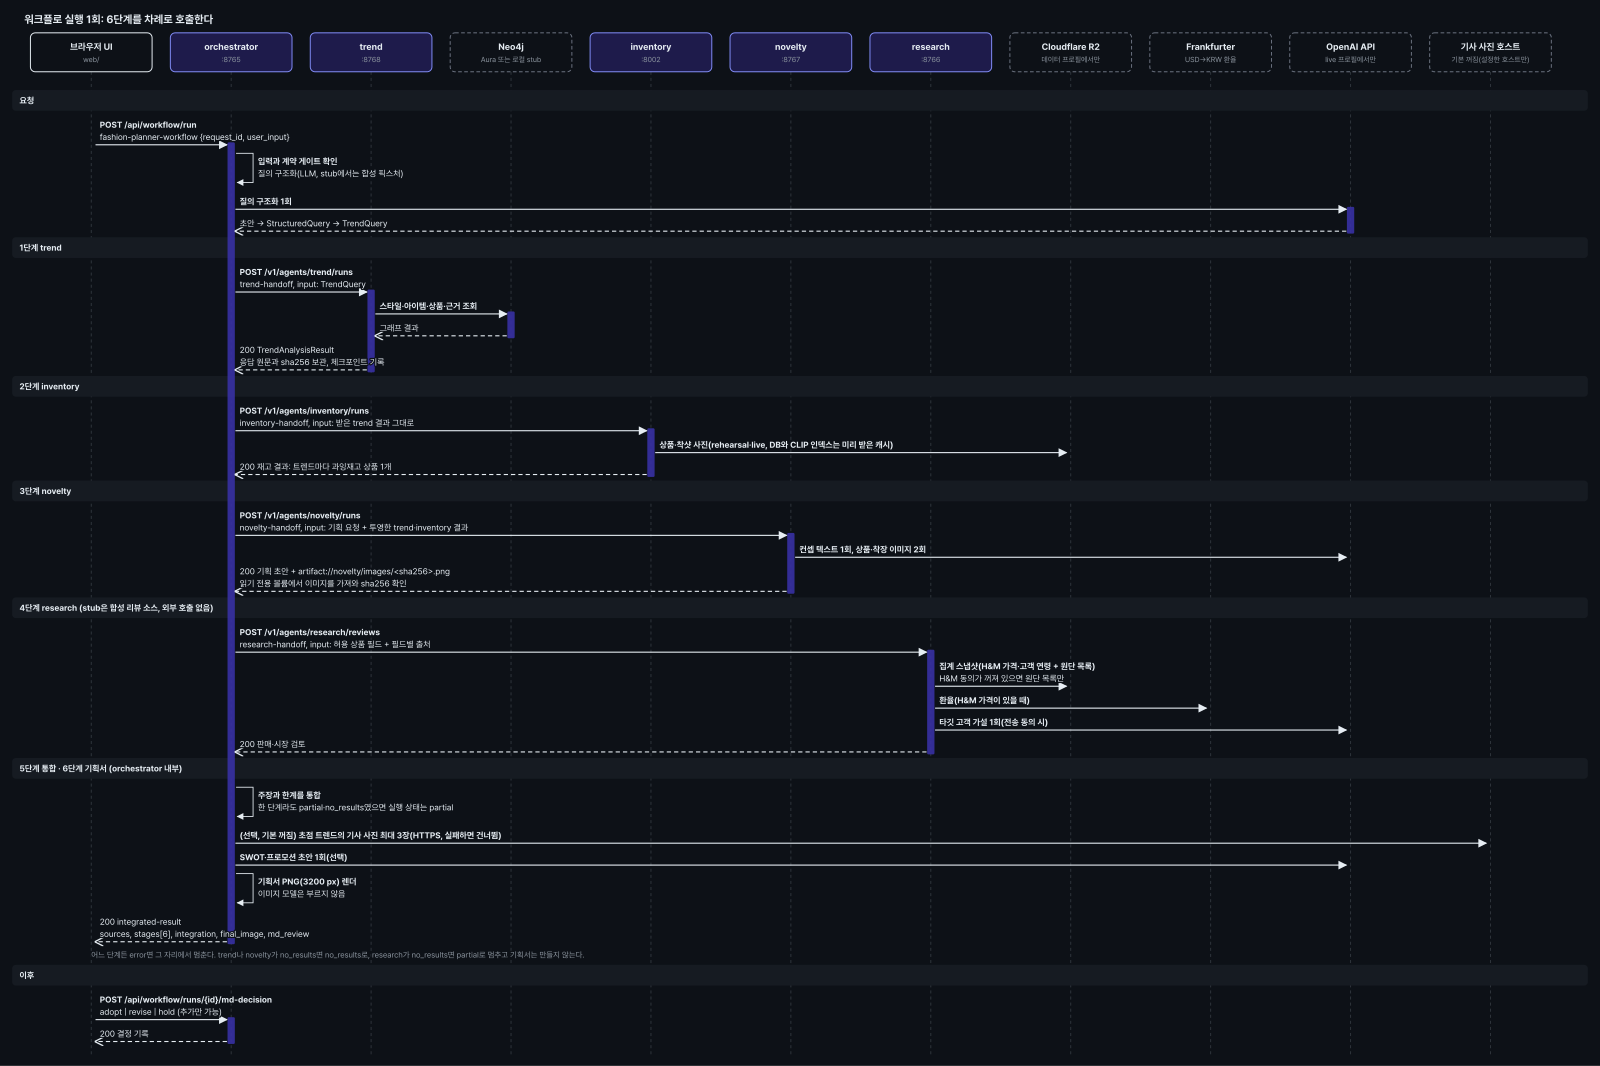 워크플로 실행 1회: 6단계를 차례로 호출한다
브라우저 UI
web/
orchestrator
:8765
trend
:8768
Neo4j
Aura 또는 로컬 stub
inventory
:8002
novelty
:8767
research
:8766
Cloudflare R2
데이터 프로필에서만
Frankfurter
USD→KRW 환율
OpenAI API
live 프로필에서만
기사 사진 호스트
기본 꺼짐(설정한 호스트만)
요청
POST /api/workflow/run
fashion-planner-workflow {request_id, user_input}
입력과 계약 게이트 확인
질의 구조화(LLM, stub에서는 합성 픽스처)
질의 구조화 1회
초안 → StructuredQuery → TrendQuery
1단계 trend
POST /v1/agents/trend/runs
trend-handoff, input: TrendQuery
스타일·아이템·상품·근거 조회
그래프 결과
200 TrendAnalysisResult
응답 원문과 sha256 보관, 체크포인트 기록
2단계 inventory
POST /v1/agents/inventory/runs
inventory-handoff, input: 받은 trend 결과 그대로
상품·착샷 사진(rehearsal·live, DB와 CLIP 인덱스는 미리 받은 캐시)
200 재고 결과: 트렌드마다 과잉재고 상품 1개
3단계 novelty
POST /v1/agents/novelty/runs
novelty-handoff, input: 기획 요청 + 투영한 trend·inventory 결과
컨셉 텍스트 1회, 상품·착장 이미지 2회
200 기획 초안 + artifact://novelty/images/<sha256>.png
읽기 전용 볼륨에서 이미지를 가져와 sha256 확인
4단계 research (stub은 합성 리뷰 소스, 외부 호출 없음)
POST /v1/agents/research/reviews
research-handoff, input: 허용 상품 필드 + 필드별 출처
집계 스냅샷(H&M 가격·고객 연령 + 원단 목록)
H&M 동의가 꺼져 있으면 원단 목록만
환율(H&M 가격이 있을 때)
타깃 고객 가설 1회(전송 동의 시)
200 판매·시장 검토
5단계 통합 · 6단계 기획서 (orchestrator 내부)
주장과 한계를 통합
한 단계라도 partial·no_results였으면 실행 상태는 partial
(선택, 기본 꺼짐) 초점 트렌드의 기사 사진 최대 3장(HTTPS, 실패하면 건너뜀)
SWOT·프로모션 초안 1회(선택)
기획서 PNG(3200 px) 렌더
이미지 모델은 부르지 않음
200 integrated-result
sources, stages[6], integration, final_image, md_review
어느 단계든 error면 그 자리에서 멈춘다. trend나 novelty가 no_results면 no_results로, research가 no_results면 partial로 멈추고 기획서는 만들지 않는다.
이후
POST /api/workflow/runs/{id}/md-decision
adopt | revise | hold (추가만 가능)
200 결정 기록